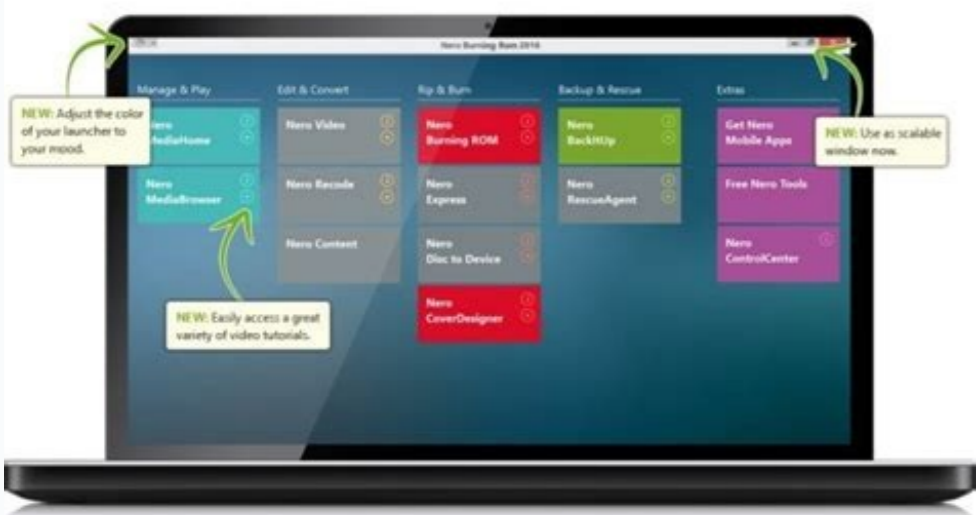 Nero Burning Rom 2016
Manage & Play
Edit & Convert
Rip & Burn
Backup & Rescue
Extras
NEW: Adjust the color
of your launcher to
your mood.
Nero
MediaHome
Nero
MediaBrowser
Nero Video
Nero Recode
Nero Content
Nero
Burning ROM
Nero
Express
Nero
Disc to Device
Nero
CoverDesigner
Nero
BackItUp
Nero
RescueAgent
Get Nero
Mobile Apps
Free Nero Tools
Nero
ControlCenter
NEW: Use as scalable
window now.
NEW: Easily access a great
variety of video tutorials.